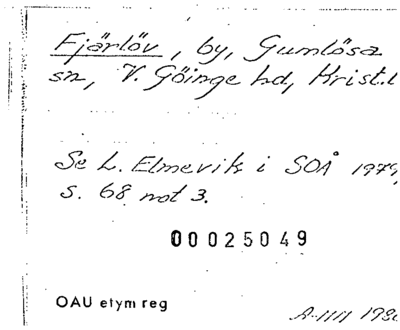 Fjärlöv, by, Gumlösa
sn, V. Göinge hd, Krist.l
Se L. Elmevik i SOÅ 1979,
s. 68 not 3.
00025049
OAU etym reg